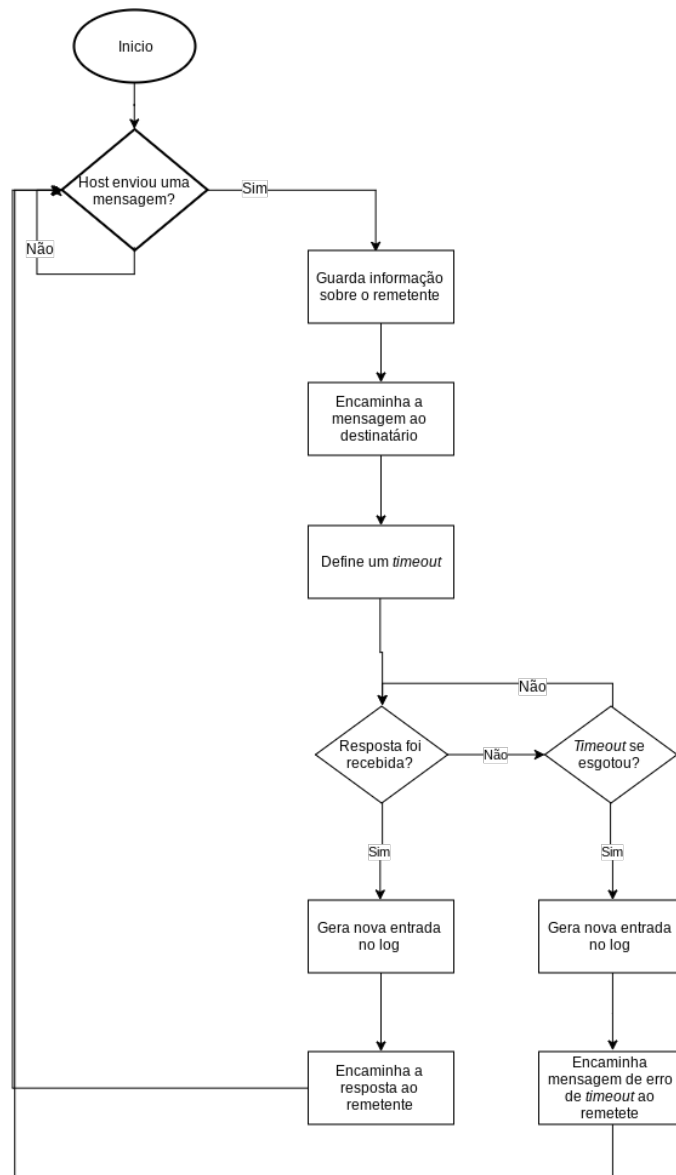 Inicio
Host enviou uma
mensagem?
Sim
Não
Guarda informação
sobre o remetente
Encaminha a
mensagem ao
destinatário
Define um timeout
Não
Resposta foi
recebida?
Não
Timeout se
esgotou?
Sim
Sim
Gera nova entrada
no log
Gera nova entrada
no log
Encaminha a
resposta ao
remetente
Encaminha
mensagem de erro
de timeout ao
remetete